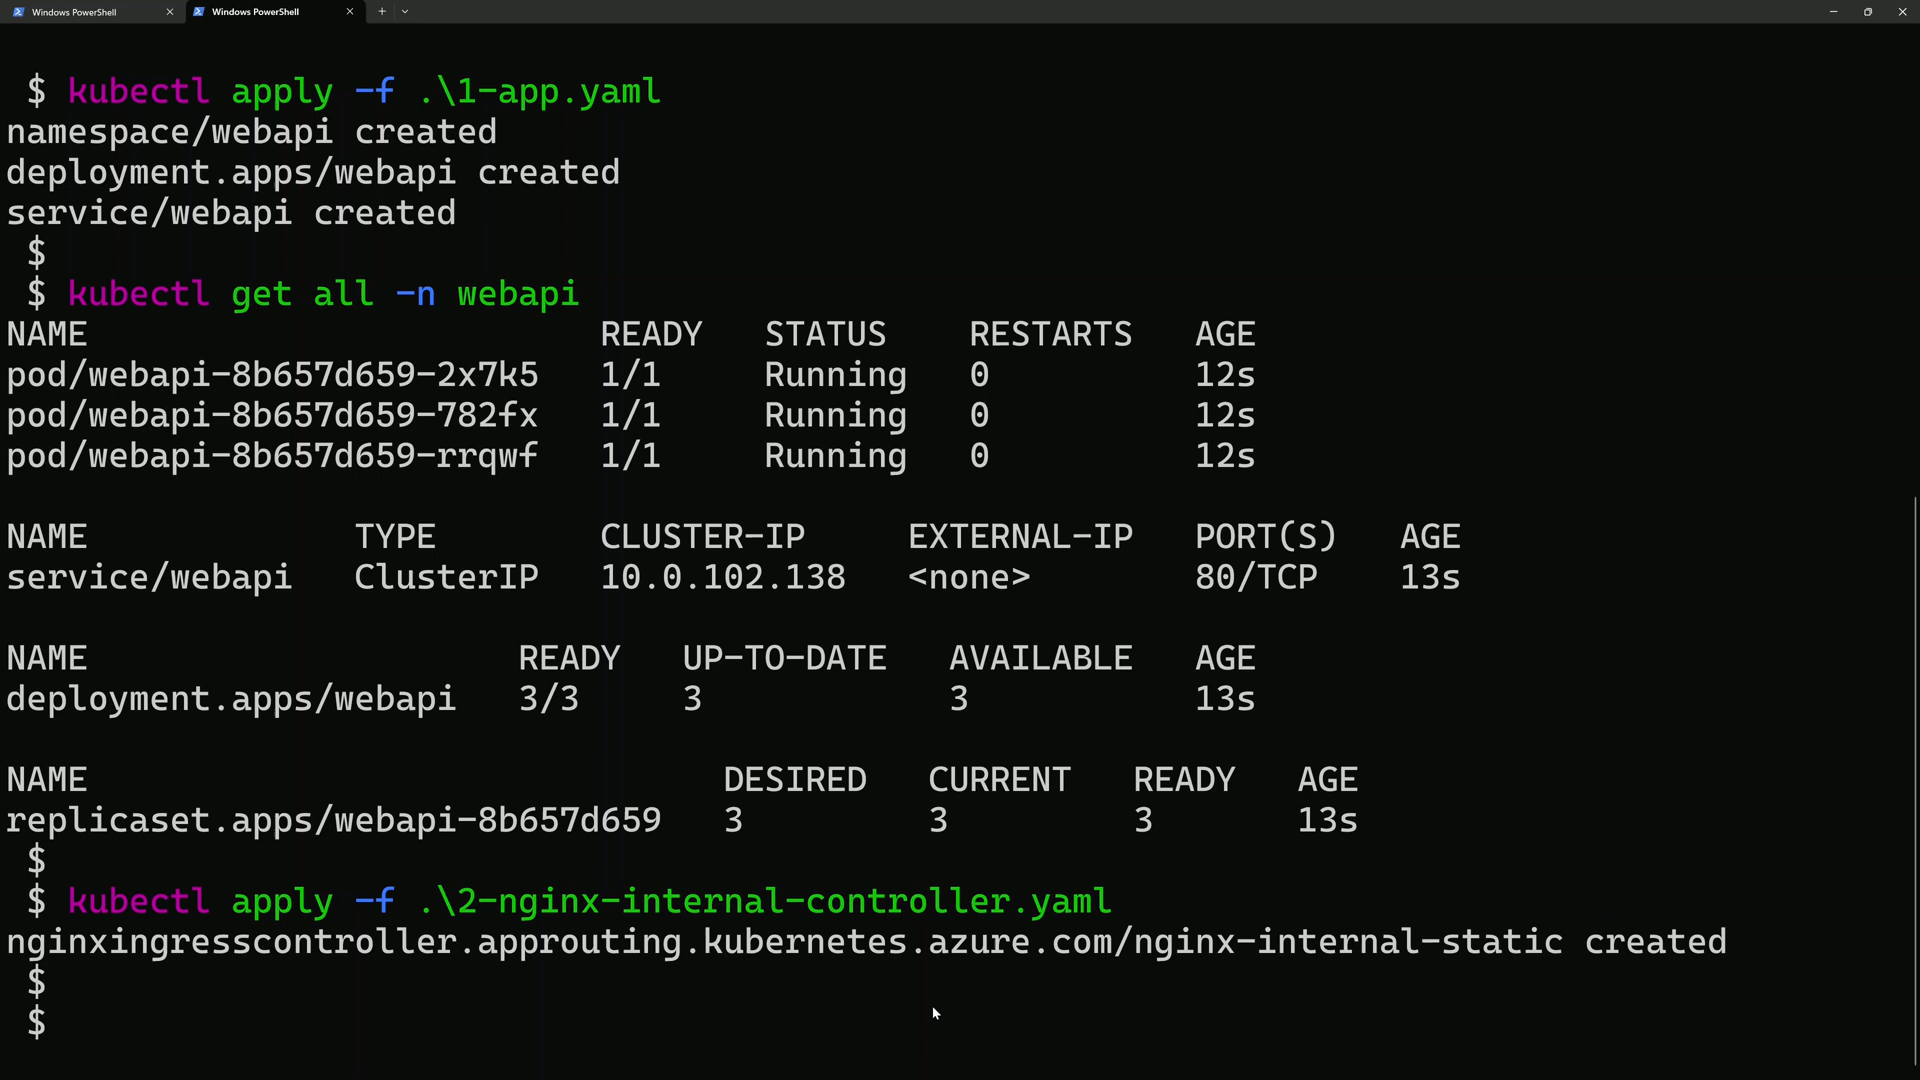 Windows PowerShell
Windows PowerShell
$ kubectl apply -f .\1-app.yaml
namespace/webapi created
deployment.apps/webapi created
service/webapi created
$
$ kubectl get all -n webapi
NAME READY STATUS RESTARTS AGE
pod/webapi-8b657d659-2x7k5 1/1 Running 0 12s
pod/webapi-8b657d659-782fx 1/1 Running 0 12s
pod/webapi-8b657d659-rrqwf 1/1 Running 0 12s
NAME TYPE CLUSTER-IP EXTERNAL-IP PORT(S) AGE
service/webapi ClusterIP 10.0.102.138 <none> 80/TCP 13s
NAME READY UP-TO-DATE AVAILABLE AGE
deployment.apps/webapi 3/3 3 3 13s
NAME DESIRED CURRENT READY AGE
replicaset.apps/webapi-8b657d659 3 3 3 13s
$
$ kubectl apply -f .\2-nginx-internal-controller.yaml
nginxingresscontroller.approuting.kubernetes.azure.com/nginx-internal-static created
$
$